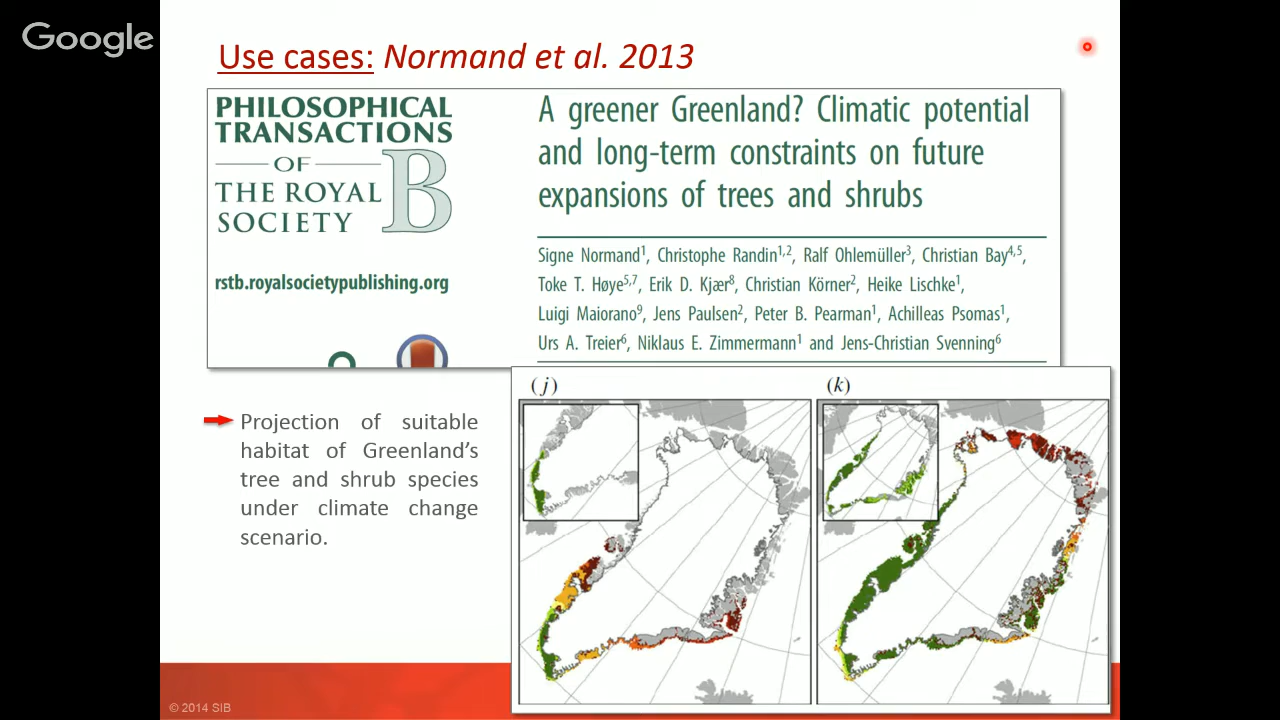 Google
Use cases: Normand et al. 2013
PHILOSOPHICAL
TRANSACTIONS
OF
THE ROYAL
SOCIETY
B
rstb.royalsocietypublishing.org
A greener Greenland? Climatic potential
and long-term constraints on future
expansions of trees and shrubs
Signe Normand1, Christophe Randin1,2, Ralf Ohlemüller3, Christian Bay4,5,
Toke T. Høye5,7, Erik D. Kjær8, Christian Körner2, Heike Lischke1,
Luigi Maiorano9, Jens Paulsen2, Peter B. Pearman1, Achilleas Psomas1,
Urs A. Treier6, Niklaus E. Zimmermann1 and Jens-Christian Svenning6
(j)
(k)
Projection of suitable
habitat of Greenland's
tree and shrub species
under climate change
scenario.
© 2014 SIB